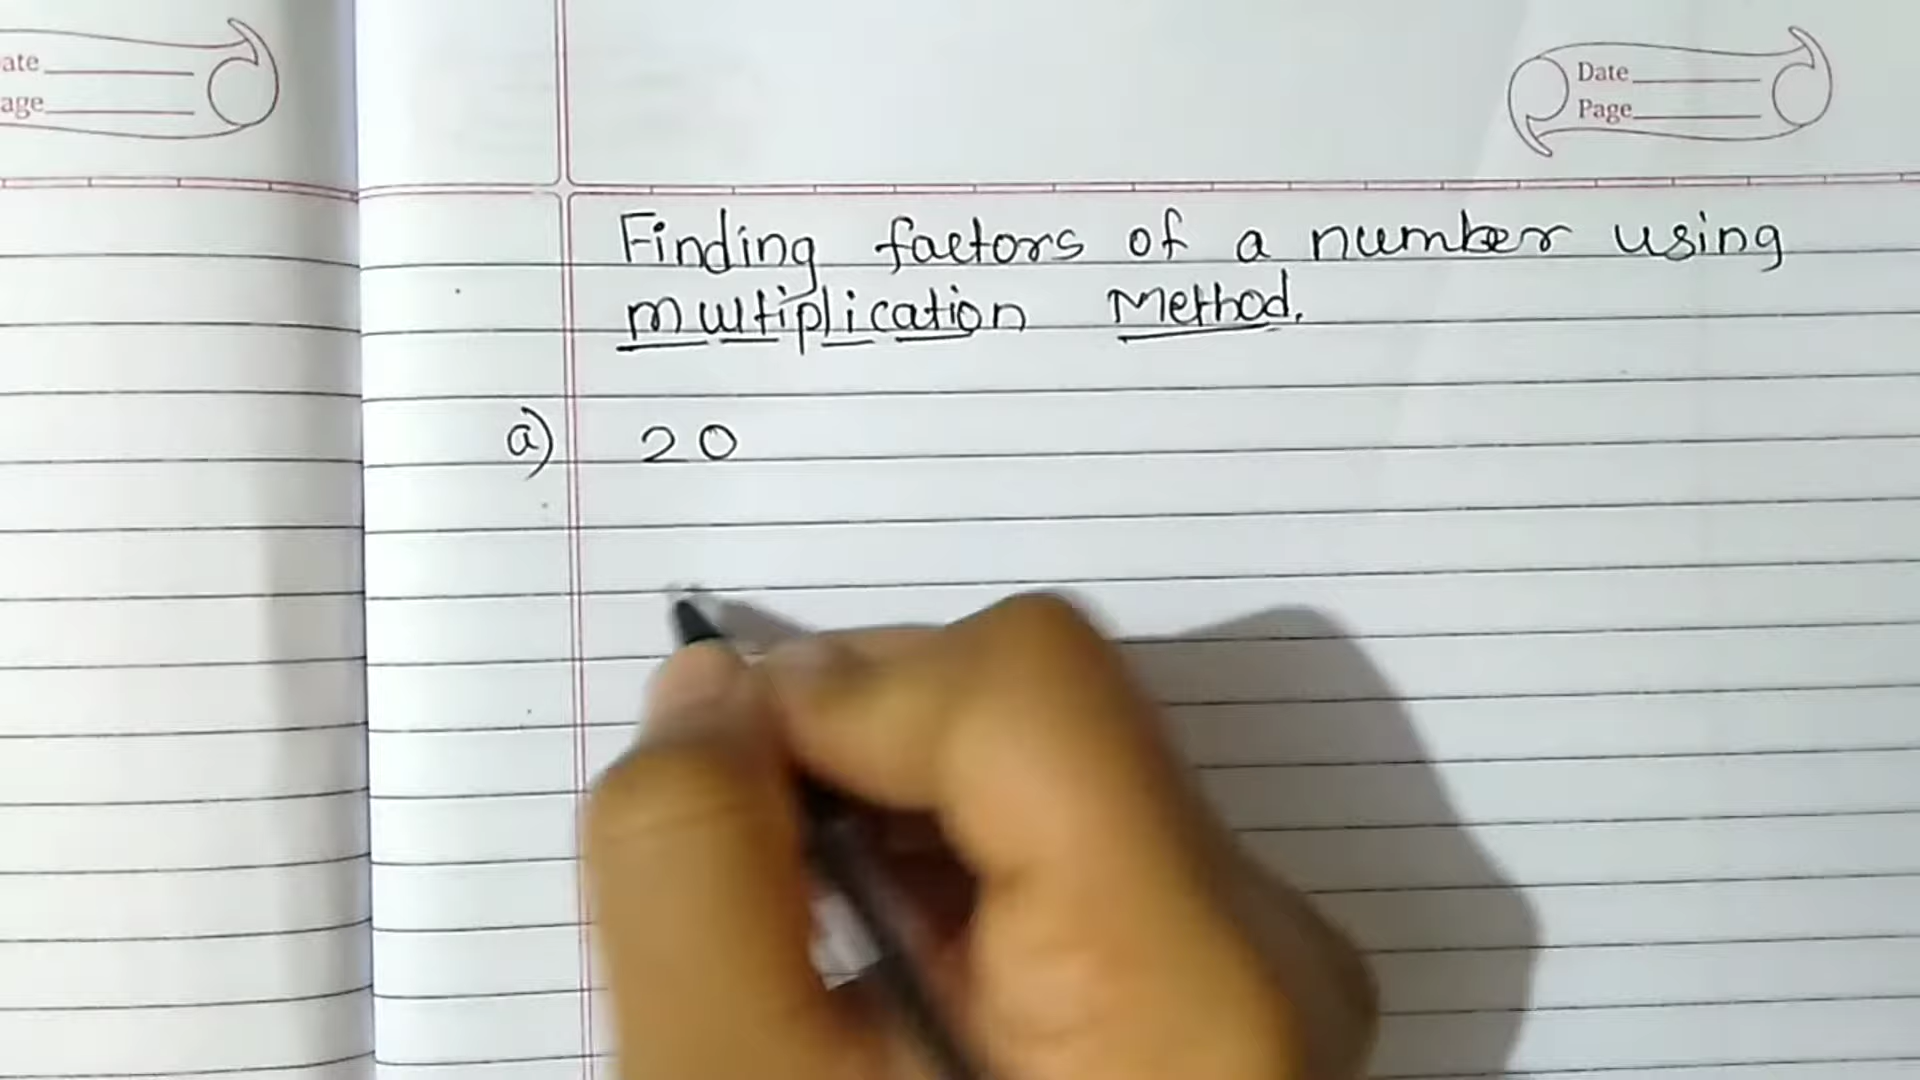 ate
age
Date
Page
Finding factors of a number using
multiplication Method.
a) 20